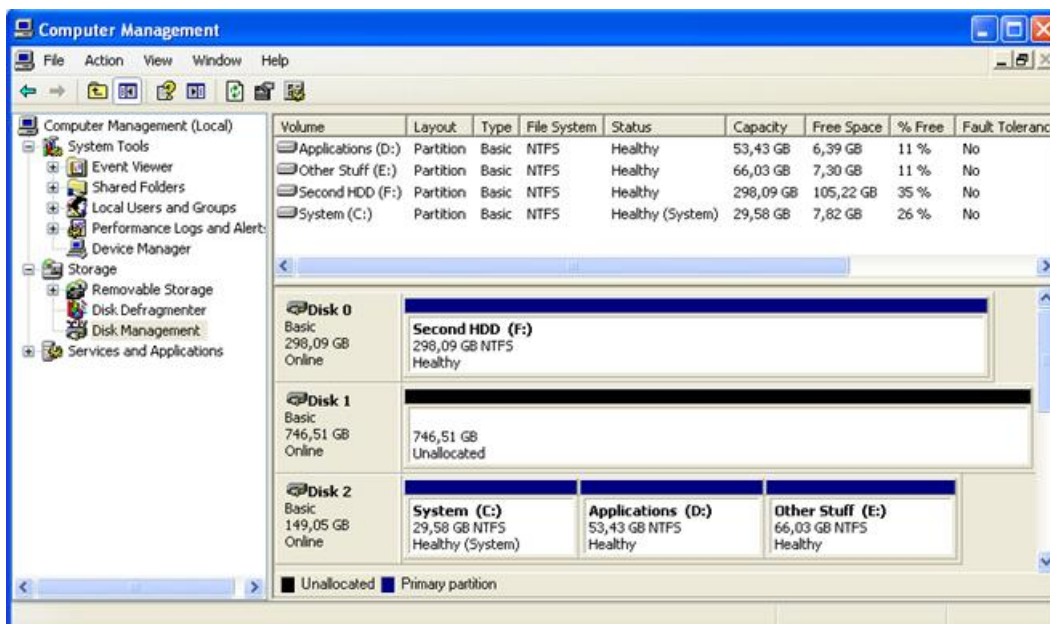 Computer Management
File Action View Window Help
Computer Management (Local)
System Tools
Event Viewer
Shared Folders
Local Users and Groups
Performance Logs and Alert
Device Manager
Storage
Removable Storage
Disk Defragmenter
Disk Management
Services and Applications
Volume Layout Type File System Status Capacity Free Space % Free Fault Toleranc
Applications (D:) Partition Basic NTFS Healthy 53,43 GB 6,39 GB 11 % No
Other Stuff (E:) Partition Basic NTFS Healthy 66,03 GB 7,30 GB 11 % No
Second HDD (F:) Partition Basic NTFS Healthy 298,09 GB 105,22 GB 35 % No
System (C:) Partition Basic NTFS Healthy (System) 29,58 GB 7,82 GB 26 % No
Disk 0
Basic
298,09 GB
Online
Second HDD (F:)
298,09 GB NTFS
Healthy
Disk 1
Basic
746,51 GB
Online
746,51 GB
Unallocated
Disk 2
Basic
149,05 GB
Online
System (C:)
29,58 GB NTFS
Healthy (System)
Applications (D:)
53,43 GB NTFS
Healthy
Other Stuff (E:)
66,03 GB NTFS
Healthy
Unallocated Primary partition